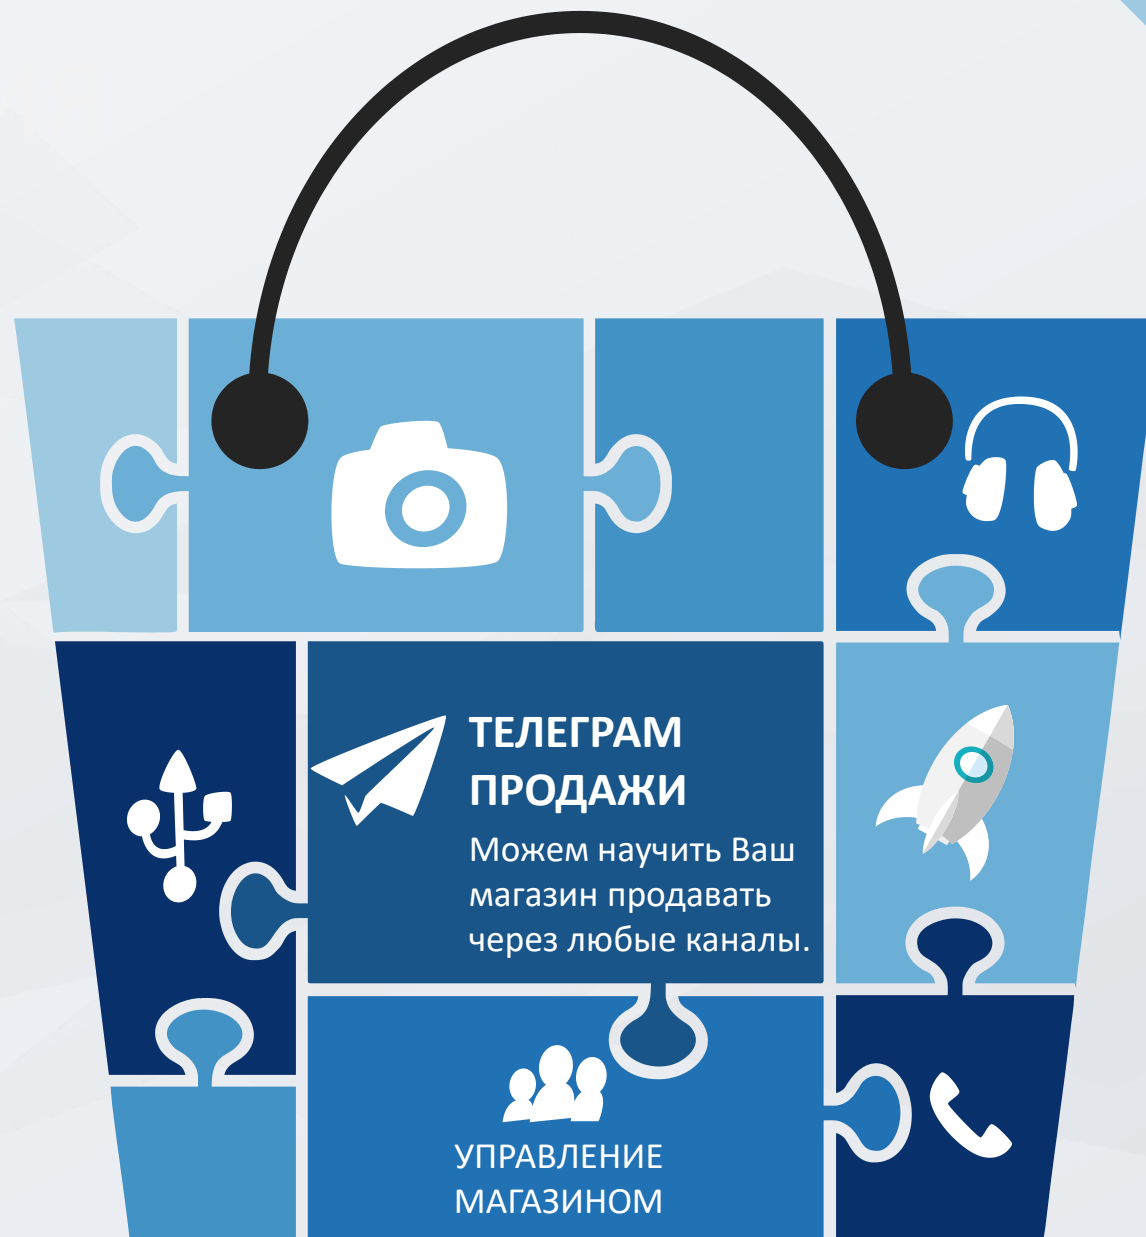 ТЕЛЕГРАМ
ПРОДАЖИ
Можем научить Ваш
магазин продавать
через любые каналы.
УПРАВЛЕНИЕ
МАГАЗИНОМ